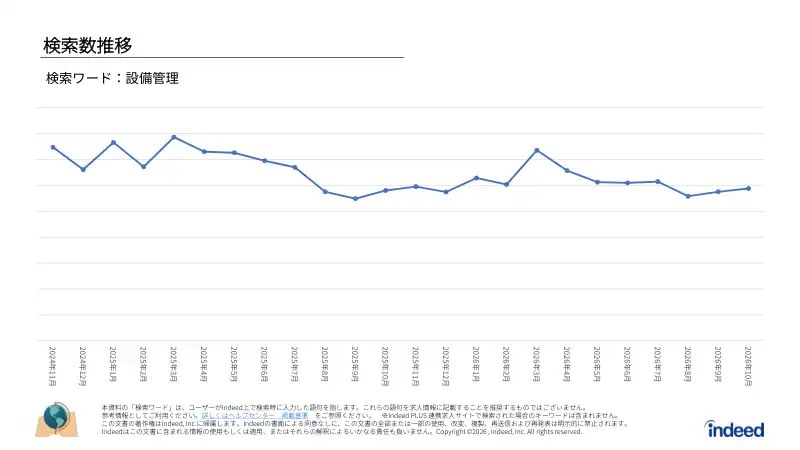 検索数推移
検索ワード：設備管理
2024年11月
2024年12月
2025年1月
2025年2月
2025年3月
2025年4月
2025年5月
2025年6月
2025年7月
2025年8月
2025年9月
2025年10月
2025年11月
2025年12月
2026年1月
2026年2月
2026年3月
2026年4月
2026年5月
2026年6月
2026年7月
2026年8月
2026年9月
2026年10月
本資料の「検索ワード」は、ユーザーがIndeed上で検索時に入力した語句を指します。これらの語句を求人情報に記載することを推奨するものではございません。
参考情報としてご利用ください。詳しくはヘルプセンター　掲載基準　をご参照ください。　※Indeed PLUS 連携求人サイトで検索された場合のキーワードは含まれません。
この文書の著作権はIndeed, Inc.に帰属します。Indeedの書面による同意なしに、この文書の全部または一部の使用、改変、複製、再送信および再発表は明示的に禁止されます。
Indeedはこの文書に含まれる情報の使用もしくは適用、またはそれらの解釈によるいかなる責任も負いません。Copyright ©2026 , Indeed, Inc. All rights reserved.
indeed